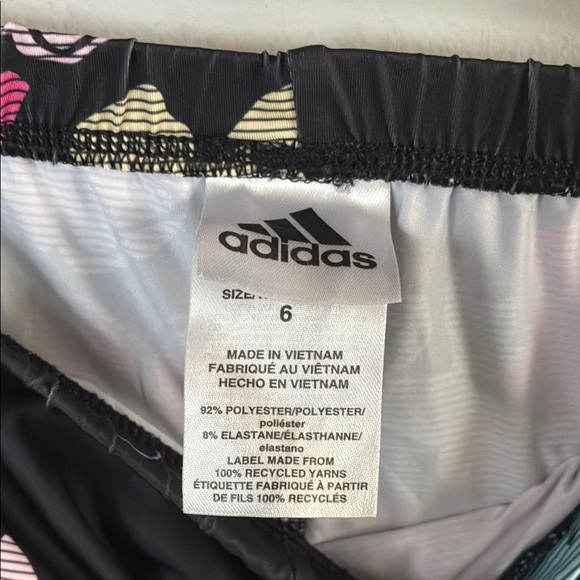 adidas
SIZE/
6
MADE IN VIETNAM
FABRIQUÉ AU VIÊTNAM
HECHO EN VIETNAM
92% POLYESTER/POLYESTER/
poliéster
8% ELASTANE/ÉLASTHANNE/
elastano
LABEL MADE FROM
100% RECYCLED YARNS
ÉTIQUETTE FABRIQUÉ À PARTIR
DE FILS 100% RECYCLÉS